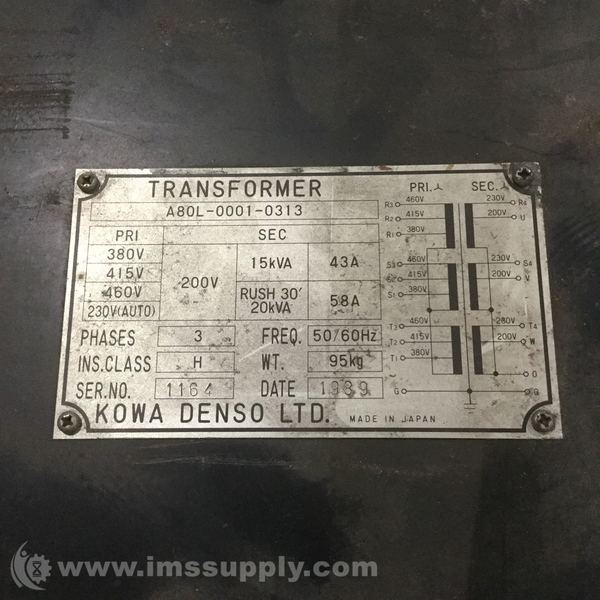 TRANSFORMER
A80L-0001-0313
PRI SEC
380V
415V
460V
230V(AUTO)
200V
15kVA 43A
RUSH 30' 20kVA 58A
PHASES 3 FREQ. 50/60Hz
INS.CLASS H WT. 95kg
SER.NO. 1164 DATE 1989
KOWA DENSO LTD. MADE IN JAPAN
PRI. SEC.
R3 460V 230V R4
R2 415V 200V U
R1 380V
S3 460V 230V S4
S2 415V 200V V
S1 380V
T3 460V T4
T2 415V 200V W
T1 380V O
G G
www.imssupply.com